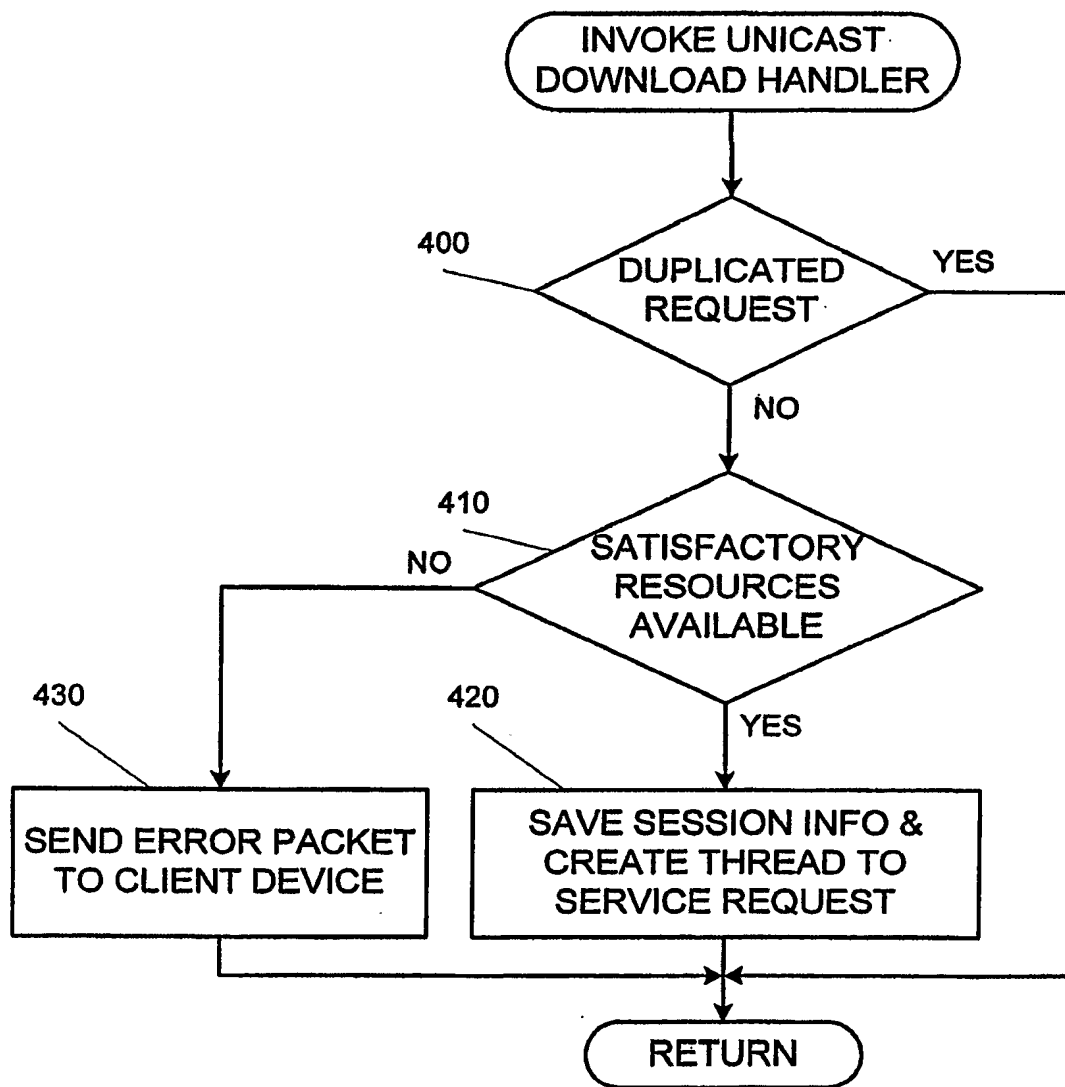 INVOKE UNICAST
DOWNLOAD HANDLER
400
DUPLICATED
REQUEST
YES
NO
410
SATISFACTORY
RESOURCES
AVAILABLE
NO
YES
430
SEND ERROR PACKET
TO CLIENT DEVICE
420
SAVE SESSION INFO &
CREATE THREAD TO
SERVICE REQUEST
RETURN